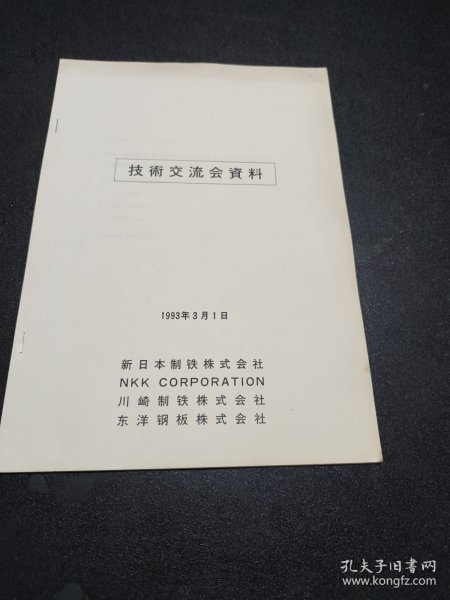 技術交流会資料
1993年3月1日
新日本制铁株式会社
NKK CORPORATION
川崎制铁株式会社
东洋钢板株式会社
孔夫子旧书网
www.kongfz.com